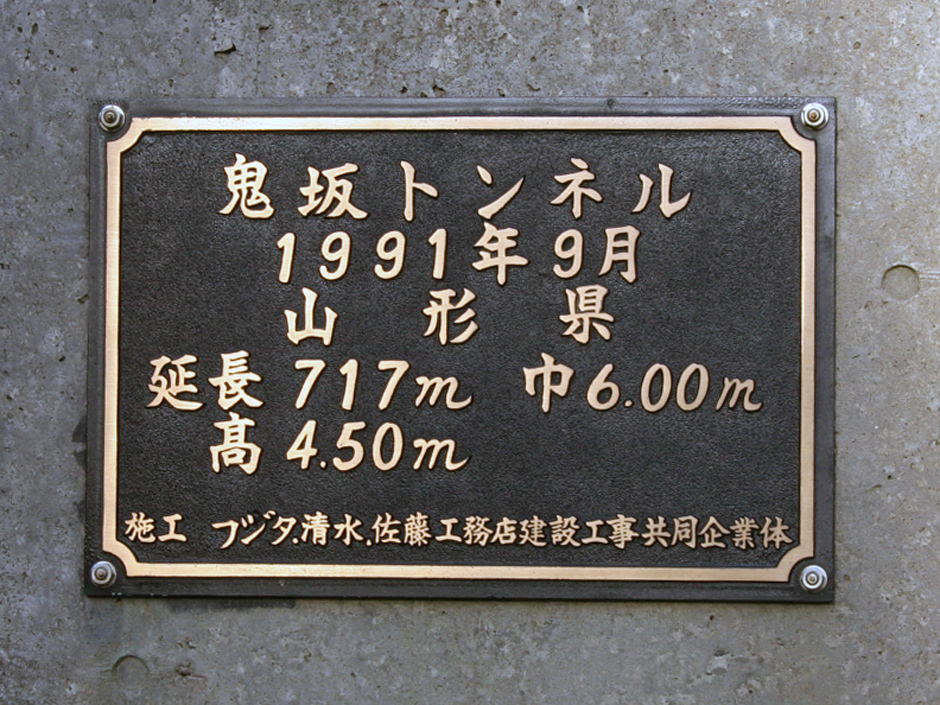 鬼坂トンネル
1991年9月
山形県
延長 717m 巾6.00m
髙 4.50m
施工 フジタ.清水.佐藤工務店建設工事共同企業体